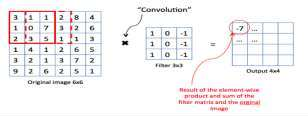 "Convolution"
3 1 1 2 8 4
1 0 7 3 2 6
2 3 5 1 1 3
1 4 1 2 6 5
3 2 1 3 7 2
9 2 6 2 5 1
Original image 6x6
1 0 -1
1 0 -1
1 0 -1
Filter 3x3
=
-7 ...
... ...
Output 4x4
Result of the element-wise
product and sum of the
filter matrix and the orginal
image